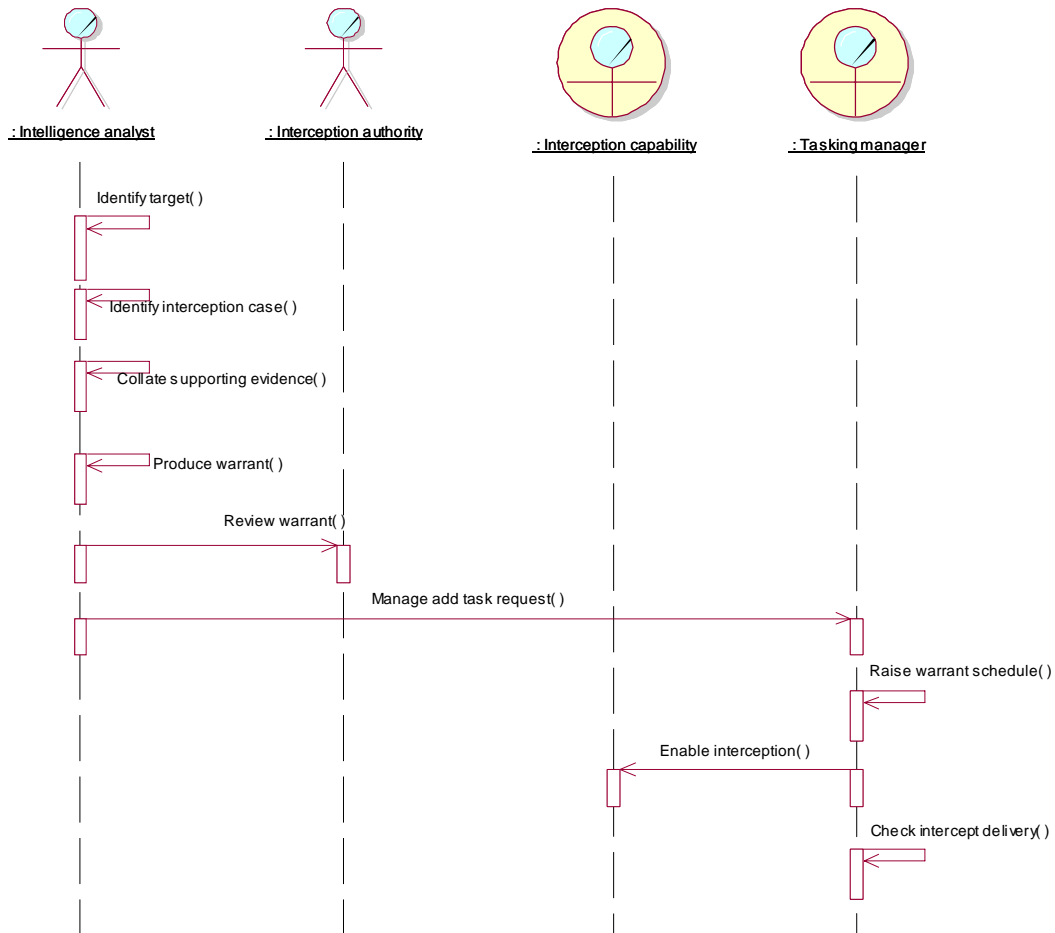 : Intelligence analyst
: Interception authority
: Interception capability
: Tasking manager
Identify target( )
Identify interception case( )
Collate supporting evidence( )
Produce warrant( )
Review warrant( )
Manage add task request( )
Raise warrant schedule( )
Enable interception( )
Check intercept delivery( )